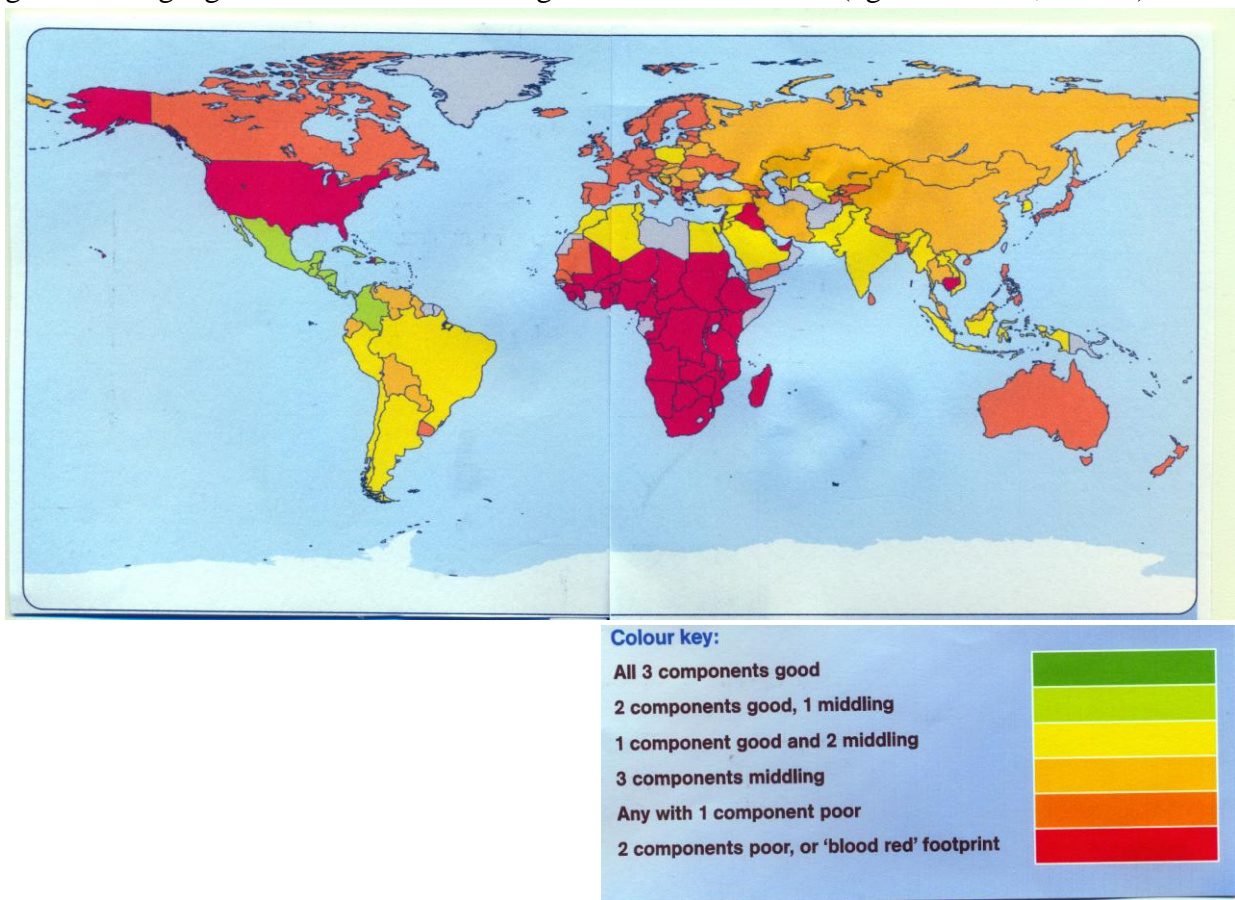 Colour key:
All 3 components good
2 components good, 1 middling
1 component good and 2 middling
3 components middling
Any with 1 component poor
2 components poor, or 'blood red' footprint